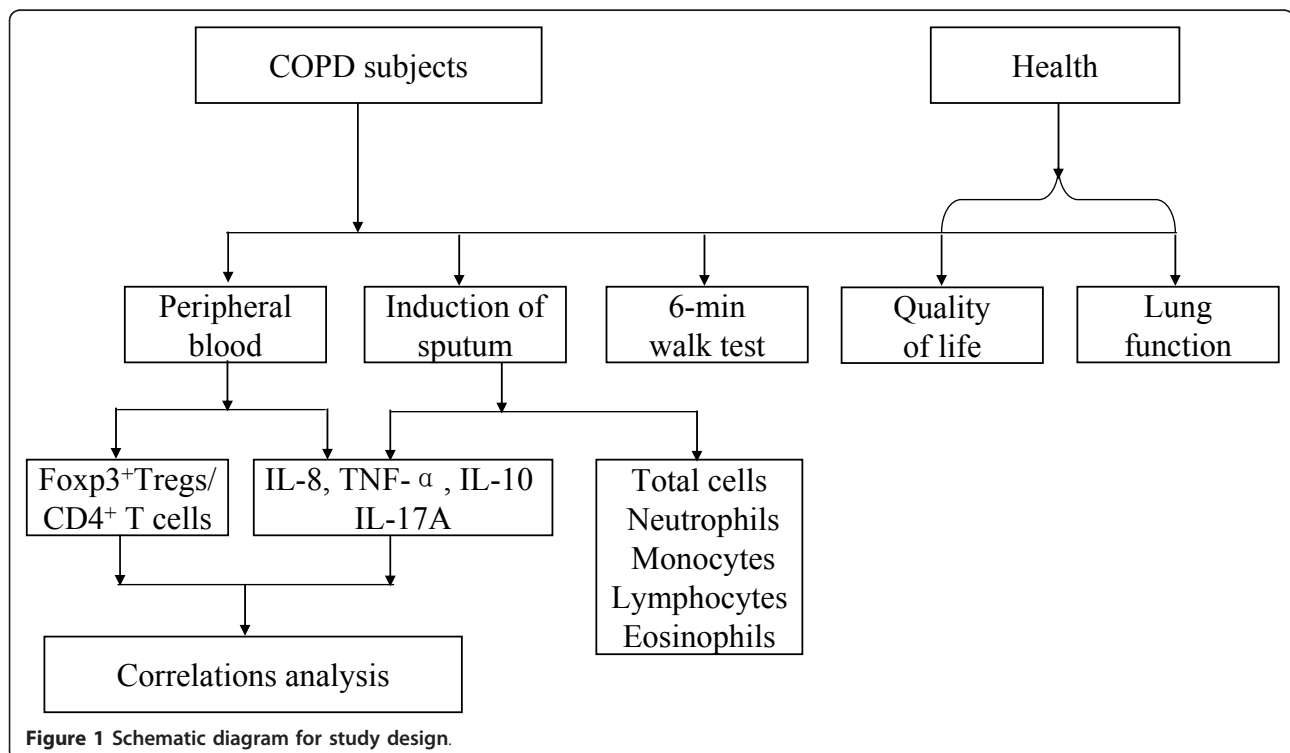 COPD subjects
Health
Peripheral
blood
Induction of
sputum
6-min
walk test
Quality
of life
Lung
function
Foxp3⁺Tregs/
CD4⁺ T cells
IL-8, TNF-α, IL-10
IL-17A
Total cells
Neutrophils
Monocytes
Lymphocytes
Eosinophils
Correlations analysis
Figure 1 Schematic diagram for study design.